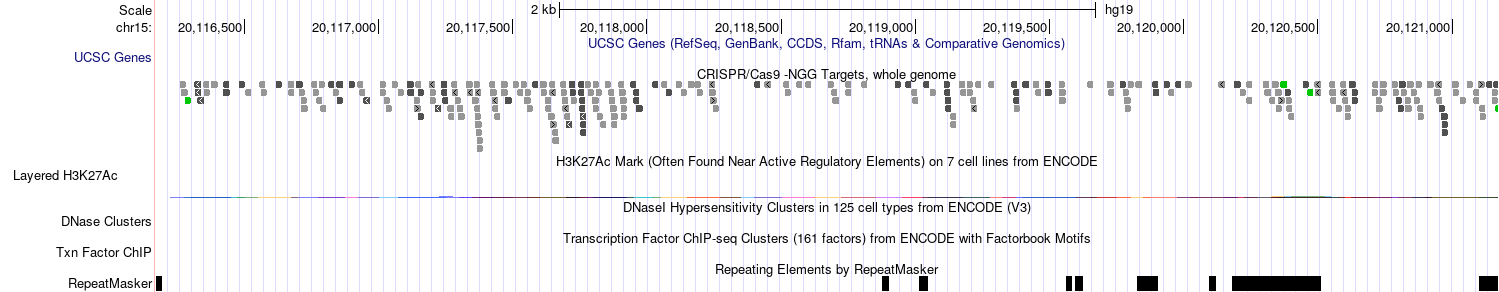 Scale 2 kb hg19
chr15: 20,116,500 20,117,000 20,117,500 20,118,000 20,118,500 20,119,000 20,119,500 20,120,000 20,120,500 20,121,000
UCSC Genes (RefSeq, GenBank, CCDS, Rfam, tRNAs & Comparative Genomics)
UCSC Genes
CRISPR/Cas9 -NGG Targets, whole genome
H3K27Ac Mark (Often Found Near Active Regulatory Elements) on 7 cell lines from ENCODE
Layered H3K27Ac
DNaseI Hypersensitivity Clusters in 125 cell types from ENCODE (V3)
DNase Clusters
Transcription Factor ChIP-seq Clusters (161 factors) from ENCODE with Factorbook Motifs
Txn Factor ChIP
Repeating Elements by RepeatMasker
RepeatMasker